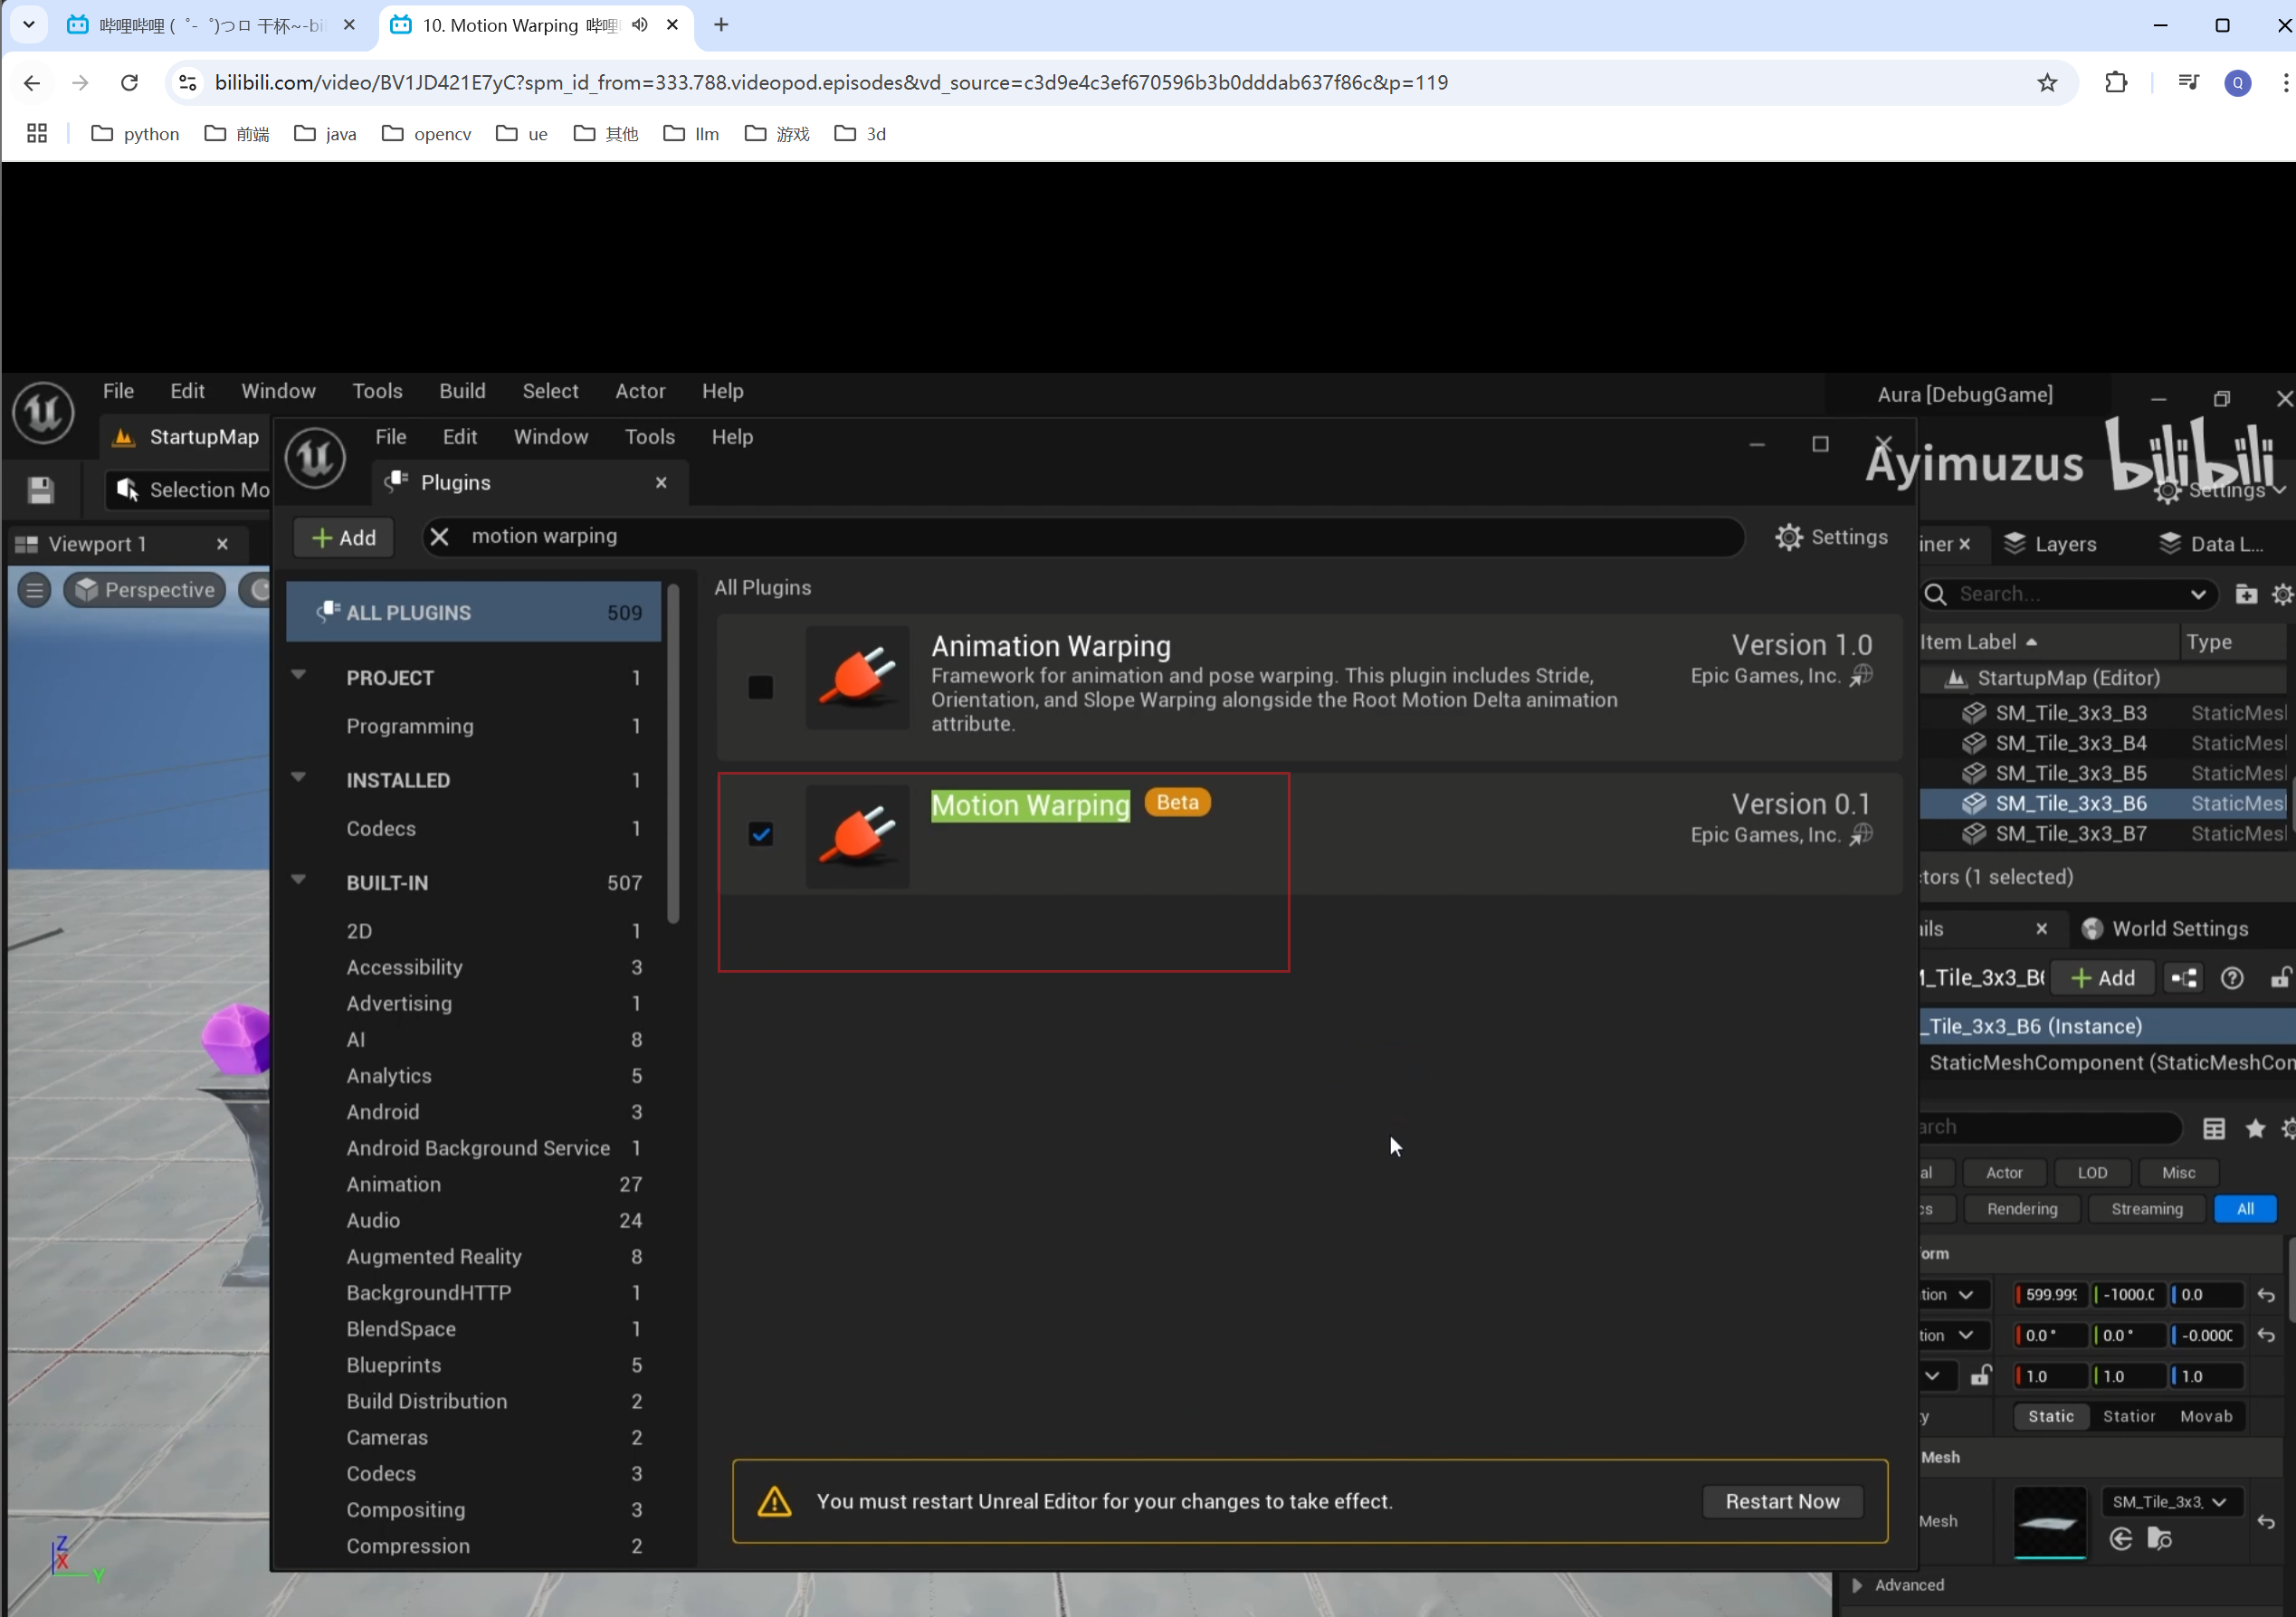 哔哩哔哩 (゜-゜)つロ 干杯~-bi
10. Motion Warping 哔哩
bilibili.com/video/BV1JD421E7yC?spm_id_from=333.788.videopod.episodes&vd_source=c3d9e4c3ef670596b3b0dddab637f86c&p=119
Q
python 前端 java opencv ue 其他 llm 游戏 3d
File Edit Window Tools Build Select Actor Help
Aura [DebugGame]
StartupMap
File Edit Window Tools Help
Ayimuzus bilibili
Plugins
Selection Mo
Settings
Viewport 1
Add
motion warping
Settings
Layers
Data L...
Perspective
ALL PLUGINS 509
PROJECT 1
Programming 1
INSTALLED 1
Codecs 1
BUILT-IN 507
2D 1
Accessibility 3
Advertising 1
AI 8
Analytics 5
Android 3
Android Background Service 1
Animation 27
Audio 24
Augmented Reality 8
BackgroundHTTP 1
BlendSpace 1
Blueprints 5
Build Distribution 2
Cameras 2
Codecs 3
Compositing 3
Compression 2
All Plugins
Animation Warping
Version 1.0
Framework for animation and pose warping. This plugin includes Stride,
Orientation, and Slope Warping alongside the Root Motion Delta animation
attribute.
Epic Games, Inc.
Motion Warping Beta
Version 0.1
Epic Games, Inc.
You must restart Unreal Editor for your changes to take effect.
Restart Now
Search...
Item Label Type
StartupMap (Editor)
SM_Tile_3x3_B3 StaticMesl
SM_Tile_3x3_B4 StaticMesl
SM_Tile_3x3_B5 StaticMesl
SM_Tile_3x3_B6 StaticMesl
SM_Tile_3x3_B7 StaticMesl
tors (1 selected)
ails
World Settings
_Tile_3x3_B6
Add
_Tile_3x3_B6 (Instance)
StaticMeshComponent (StaticMeshCon
arch
al Actor LOD Misc
cs Rendering Streaming All
orm
tion 599.999 -1000.0 0.0
tion 0.0° 0.0° -0.0000
1.0 1.0 1.0
y Static Station Movab
Mesh
Mesh
SM_Tile_3x3.
Advanced
Z
X
Y